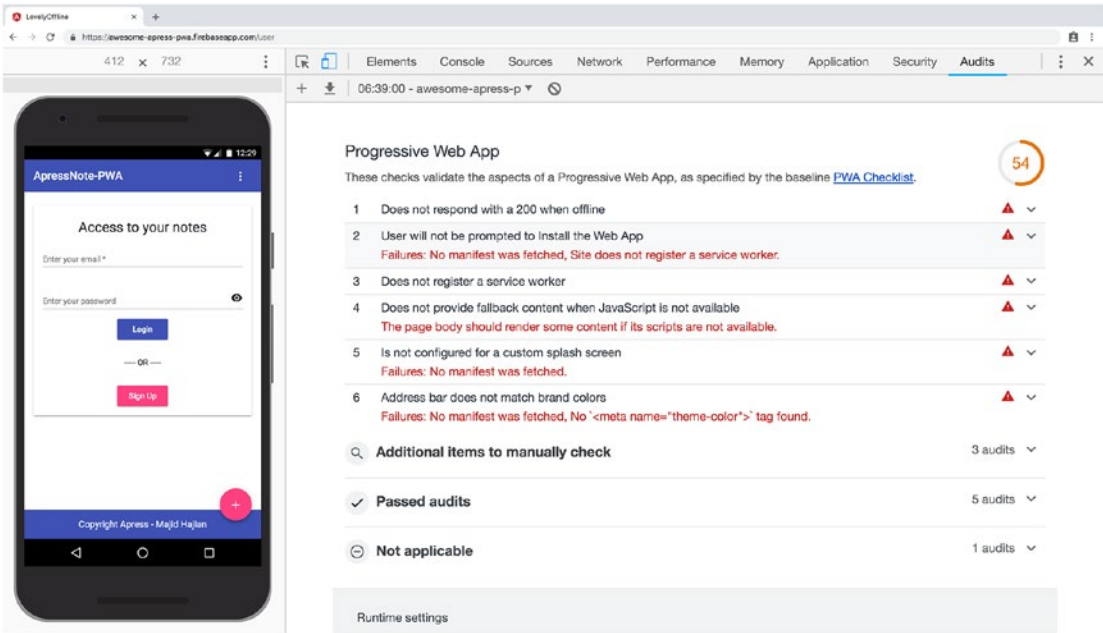 LovelyOffline
https://awesome-apress-pwa.firebaseapp.com/user
412 x 732
Elements Console Sources Network Performance Memory Application Security Audits
06:39:00 - awesome-apress-p
12:29
ApressNote-PWA
Access to your notes
Enter your email *
Enter your password
Login
OR
Sign Up
+
Copyright Apress - Majid Hajian
Progressive Web App
54
These checks validate the aspects of a Progressive Web App, as specified by the baseline PWA Checklist.
1 Does not respond with a 200 when offline
2 User will not be prompted to Install the Web App
Failures: No manifest was fetched, Site does not register a service worker.
3 Does not register a service worker
4 Does not provide fallback content when JavaScript is not available
The page body should render some content if its scripts are not available.
5 Is not configured for a custom splash screen
Failures: No manifest was fetched.
6 Address bar does not match brand colors
Failures: No manifest was fetched, No `<meta name="theme-color">` tag found.
Additional items to manually check 3 audits
Passed audits 5 audits
Not applicable 1 audits
Runtime settings